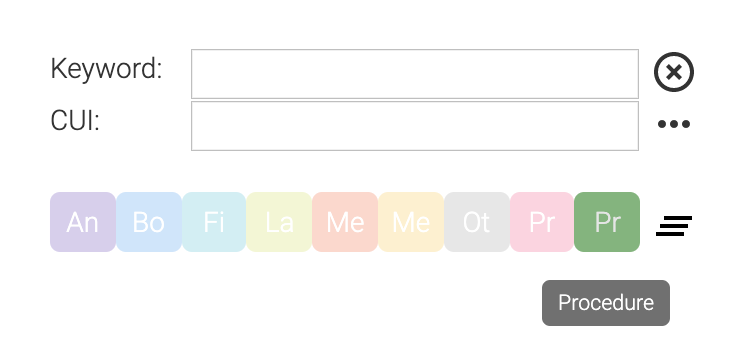 Keyword:
CUI:
An Bo Fi La Me Me Ot Pr Pr
Procedure